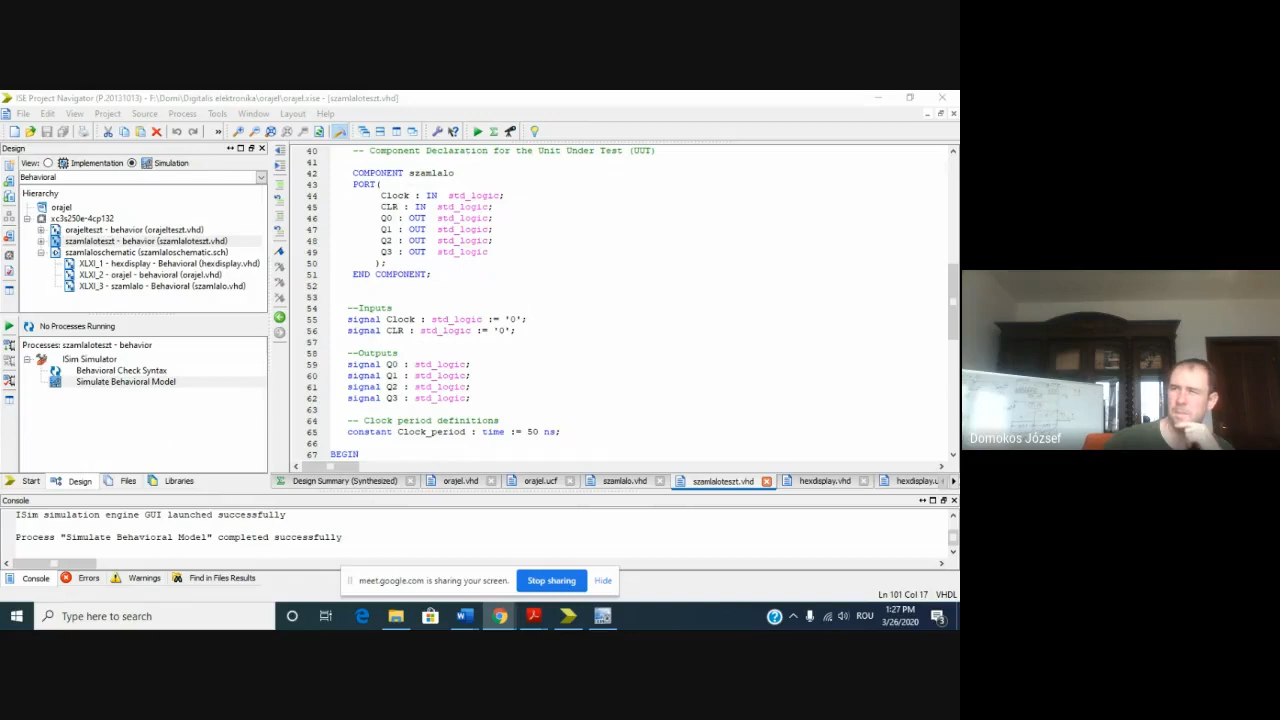 ISE Project Navigator (P.20131013) - F:\Domi\Digitalis elektronika\orajel\orajel.xise - [szamlaloteszt.vhd]
File Edit View Project Source Process Tools Window Layout Help
Design
View: Implementation Simulation
Behavioral
Hierarchy
orajel
xc3s250e-4cp132
orajelteszt - behavior (orajelteszt.vhd)
szamlaloteszt - behavior (szamlaloteszt.vhd)
szamlaloschematic (szamlaloschematic.sch)
XLXI_1 - hexdisplay - Behavioral (hexdisplay.vhd)
XLXI_2 - orajel - behavioral (orajel.vhd)
XLXI_3 - szamlalo - Behavioral (szamlalo.vhd)
No Processes Running
Processes: szamlaloteszt - behavior
ISim Simulator
Behavioral Check Syntax
Simulate Behavioral Model
Start Design Files Libraries
40 -- Component Declaration for the Unit Under Test (UUT)
41
42 COMPONENT szamlalo
43 PORT(
44 Clock : IN std_logic;
45 CLR : IN std_logic;
46 Q0 : OUT std_logic;
47 Q1 : OUT std_logic;
48 Q2 : OUT std_logic;
49 Q3 : OUT std_logic
50 );
51 END COMPONENT;
52
53
54 --Inputs
55 signal Clock : std_logic := '0';
56 signal CLR : std_logic := '0';
57
58 --Outputs
59 signal Q0 : std_logic;
60 signal Q1 : std_logic;
61 signal Q2 : std_logic;
62 signal Q3 : std_logic;
63
64 -- Clock period definitions
65 constant Clock_period : time := 50 ns;
66
67 BEGIN
Design Summary (Synthesized) orajel.vhd orajel.ucf szamlalo.vhd szamlaloteszt.vhd hexdisplay.vhd hexdisplay.u
Console
ISim simulation engine GUI launched successfully
Process "Simulate Behavioral Model" completed successfully
Console Errors Warnings Find in Files Results
meet.google.com is sharing your screen. Stop sharing Hide
Ln 101 Col 17 VHDL
Type here to search
ROU
1:27 PM
3/26/2020
3
Domokos József